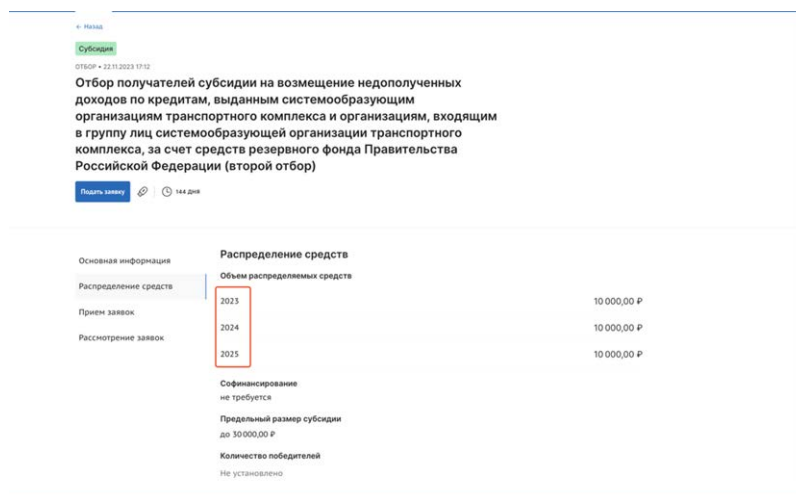 ← Назад
Субсидия
ОТБОР • 22.11.2023 17:12
Отбор получателей субсидии на возмещение недополученных
доходов по кредитам, выданным системообразующим
организациям транспортного комплекса и организациям, входящим
в группу лиц системообразующей организации транспортного
комплекса, за счет средств резервного фонда Правительства
Российской Федерации (второй отбор)
Подать заявку 144 дня
Основная информация
Распределение средств
Прием заявок
Рассмотрение заявок
Распределение средств
Объем распределяемых средств
2023 10 000,00 ₽
2024 10 000,00 ₽
2025 10 000,00 ₽
Софинансирование
не требуется
Предельный размер субсидии
до 30 000,00 ₽
Количество победителей
Не установлено